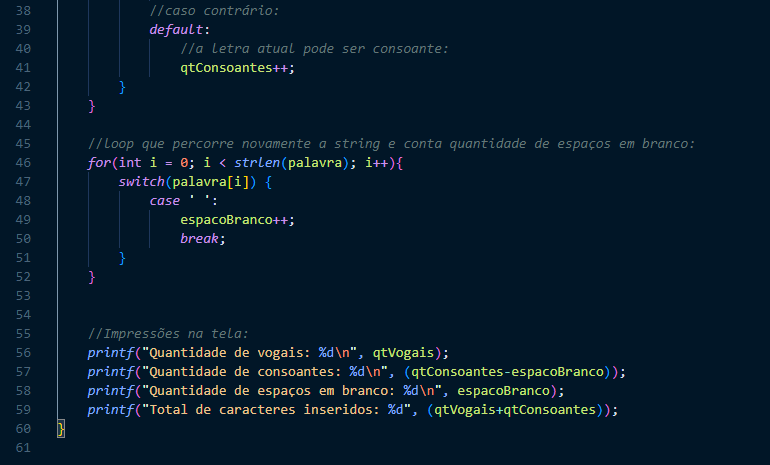 38 //caso contrário:
39 default:
40 //a letra atual pode ser consoante:
41 qtConsoantes++;
42 }
43 }
44
45 //loop que percorre novamente a string e conta quantidade de espaços em branco:
46 for(int i = 0; i < strlen(palavra); i++){
47 switch(palavra[i]) {
48 case ' ':
49 espacoBranco++;
50 break;
51 }
52 }
53
54
55 //Impressões na tela:
56 printf("Quantidade de vogais: %d\n", qtVogais);
57 printf("Quantidade de consoantes: %d\n", (qtConsoantes-espacoBranco));
58 printf("Quantidade de espaços em branco: %d\n", espacoBranco);
59 printf("Total de caracteres inseridos: %d", (qtVogais+qtConsoantes));
60 }
61